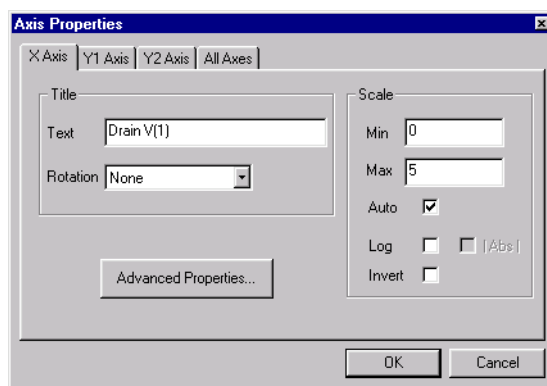 Axis Properties
X Axis Y1 Axis Y2 Axis All Axes
Title
Text Drain V(1)
Rotation None
Advanced Properties...
Scale
Min 0
Max 5
Auto
Log |Abs|
Invert
OK Cancel